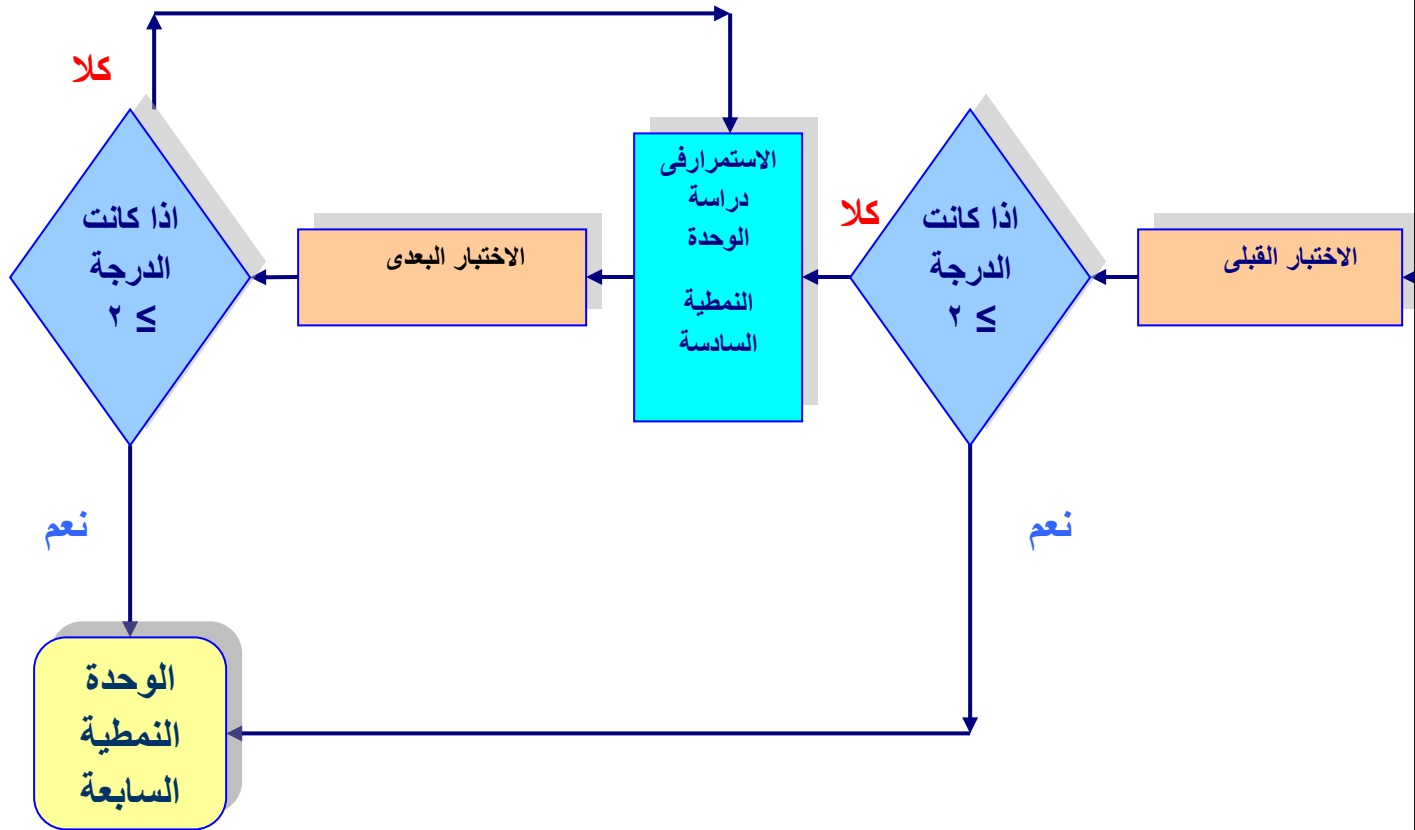 الاختبار القبلى
اذا كانت
الدرجة
≤ ٢
كلا
نعم
الاستمرارفى
دراسة
الوحدة
النمطية
السادسة
الاختبار البعدى
اذا كانت
الدرجة
≤ ٢
كلا
نعم
الوحدة
النمطية
السابعة